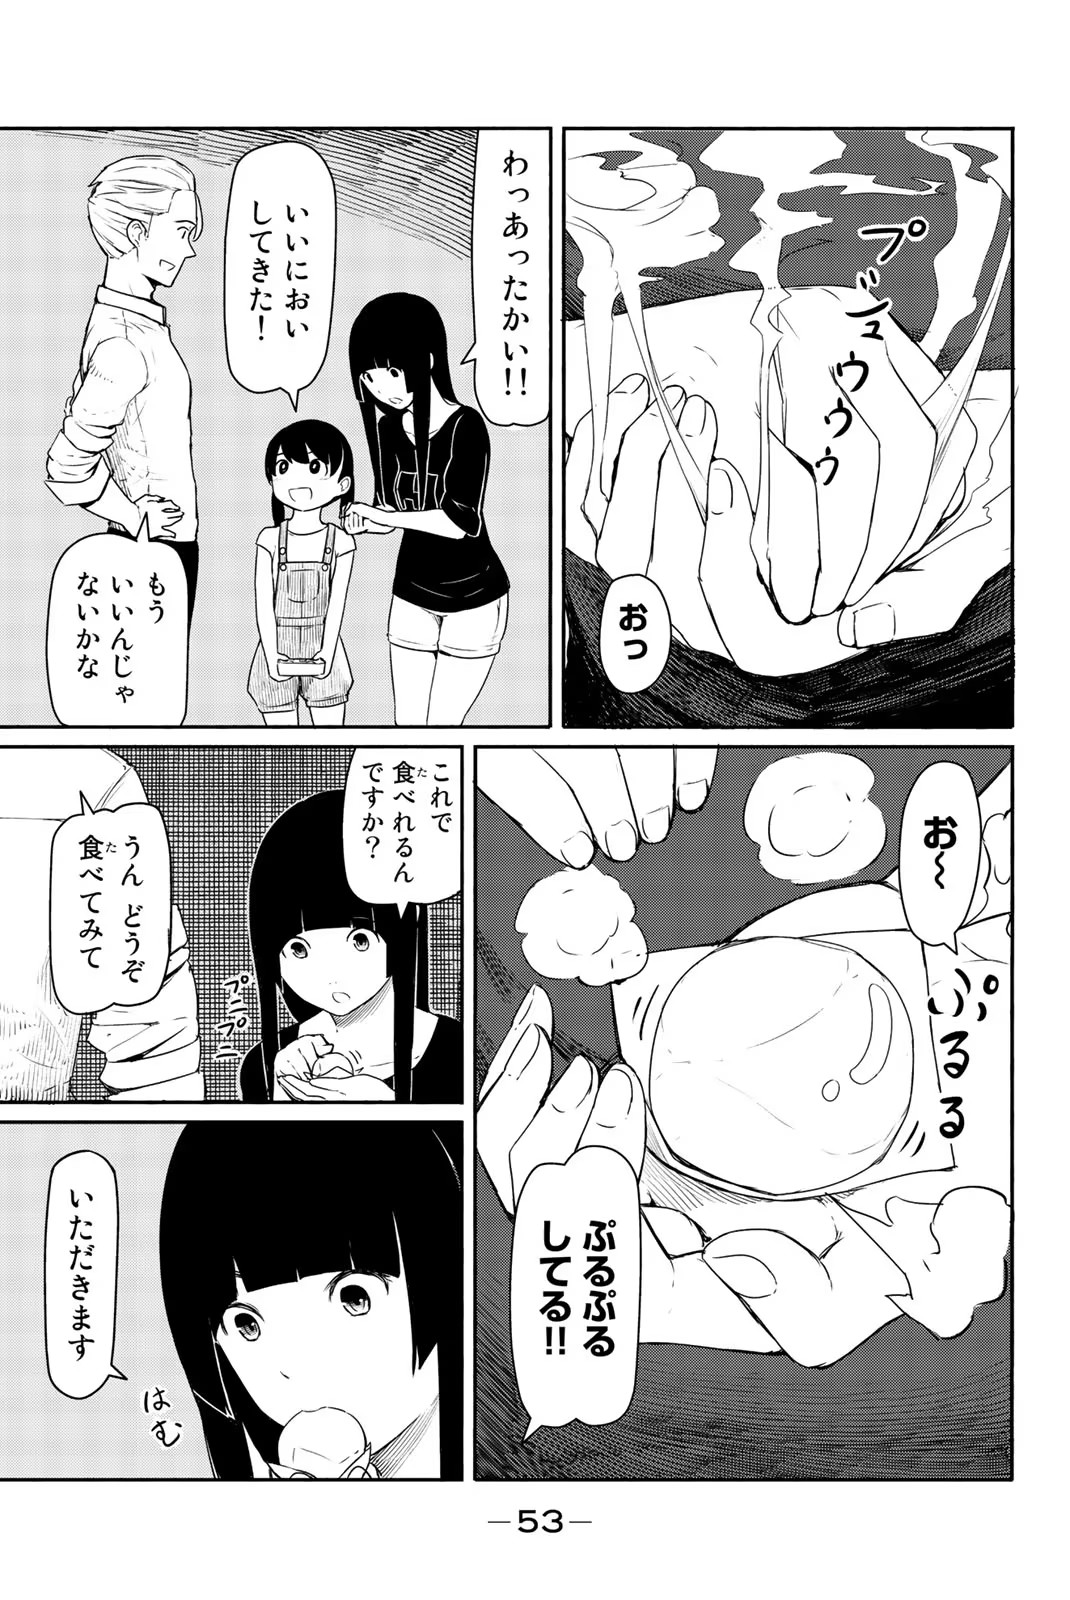 プジュウゥゥ
おっ
わっあったかい!!
いいにおい
してきた!
もう
いいんじゃ
ないかな
お〜
ぷるるる
ぷるぷる
してる!!
これで
食べれるん
ですか?
プニプニ
うん どうぞ
食べてみて
いただきます
はむ
—53—